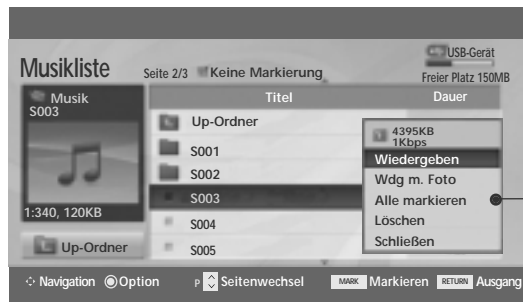 Musikliste
Seite 2/3
Keine Markierung
USB-Gerät
Freier Platz 150MB
Musik
S003
1:340, 120KB
Up-Ordner
Titel
Dauer
Up-Ordner
S001
S002
S003
S004
S005
4395KB
1Kbps
Wiedergeben
Wdg m. Foto
Alle markieren
Löschen
Schließen
Navigation
Option
P
Seitenwechsel
MARK
Markieren
RETURN
Ausgang